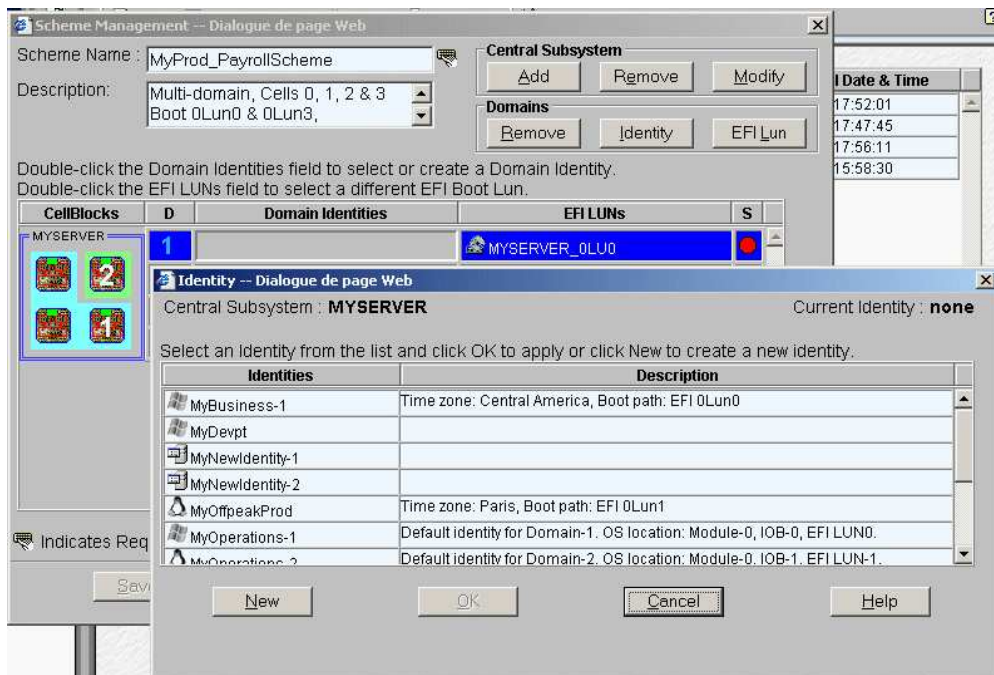 Scheme Management -- Dialogue de page Web
Scheme Name : MyProd_PayrollScheme
Description: Multi-domain, Cells 0, 1, 2 & 3
Boot 0Lun0 & 0Lun3,
Central Subsystem
Add Remove Modify
Domains
Remove Identity EFI Lun
l Date & Time
17:52:01
17:47:45
17:56:11
15:58:30
Double-click the Domain Identities field to select or create a Domain Identity.
Double-click the EFI LUNs field to select a different EFI Boot Lun.
CellBlocks D Domain Identities EFI LUNs S
MYSERVER
1 MYSERVER_0LU0
2
1
Indicates Req
Save
Identity -- Dialogue de page Web
Central Subsystem : MYSERVER Current Identity : none
Select an Identity from the list and click OK to apply or click New to create a new identity.
Identities Description
MyBusiness-1 Time zone: Central America, Boot path: EFI 0Lun0
MyDevpt
MyNewIdentity-1
MyNewIdentity-2
MyOffpeakProd Time zone: Paris, Boot path: EFI 0Lun1
MyOperations-1 Default identity for Domain-1. OS location: Module-0, IOB-0, EFI LUN0.
MyOperations-2 Default identity for Domain-2. OS location: Module-0. IOB-1. EFI LUN-1.
New OK Cancel Help